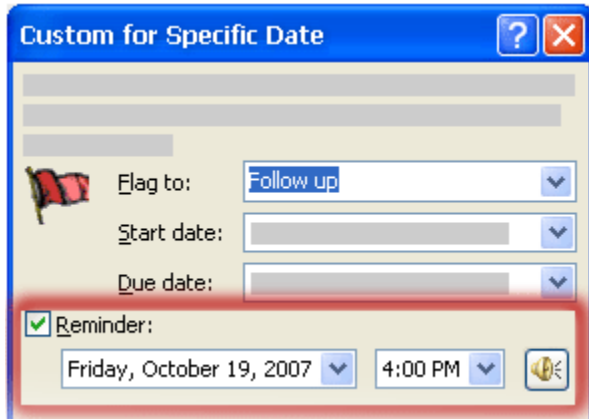 Custom for Specific Date
Flag to: Follow up
Start date:
Due date:
Reminder:
Friday, October 19, 2007 4:00 PM